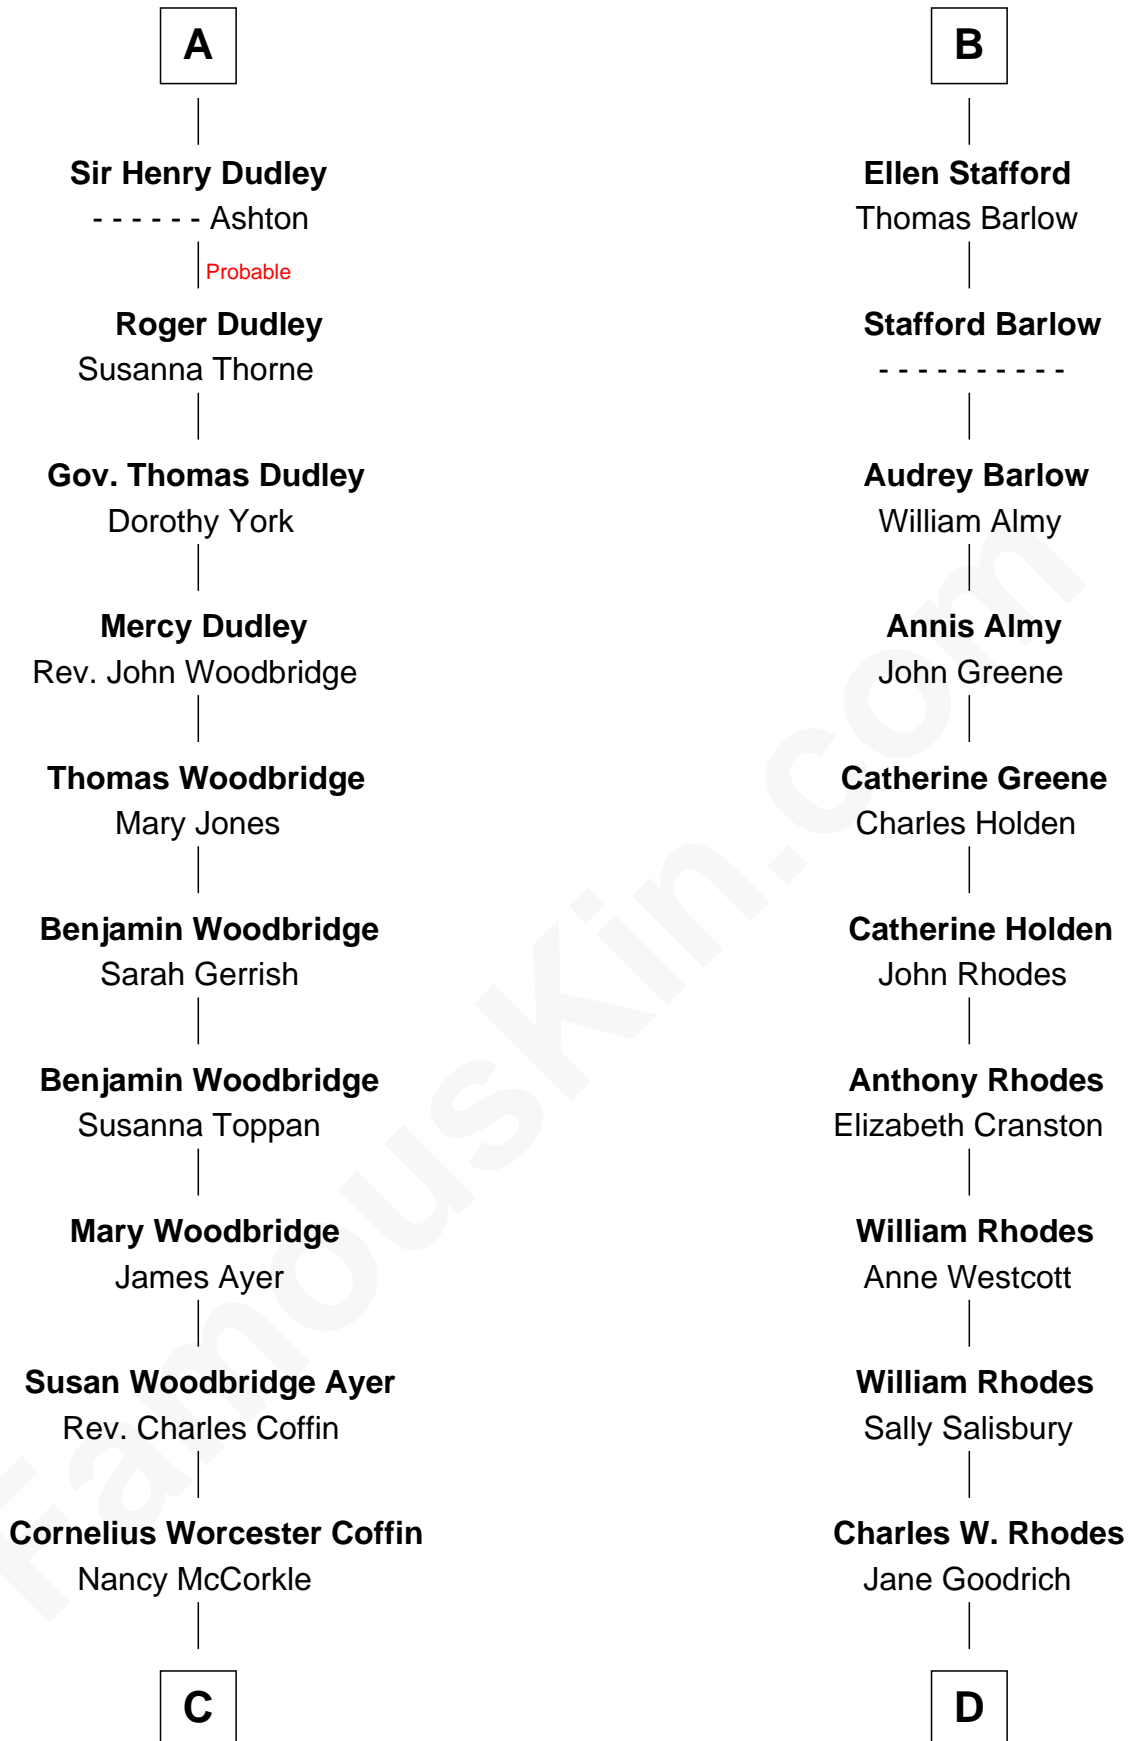 A
Sir Henry Dudley
- - - - - - Ashton
Probable
Roger Dudley
Susanna Thorne
Gov. Thomas Dudley
Dorothy York
Mercy Dudley
Rev. John Woodbridge
Thomas Woodbridge
Mary Jones
Benjamin Woodbridge
Sarah Gerrish
Benjamin Woodbridge
Susanna Toppan
Mary Woodbridge
James Ayer
Susan Woodbridge Ayer
Rev. Charles Coffin
Cornelius Worcester Coffin
Nancy McCorkle
C
B
Ellen Stafford
Thomas Barlow
Stafford Barlow
- - - - - - - - - -
Audrey Barlow
William Almy
Annis Almy
John Greene
Catherine Greene
Charles Holden
Catherine Holden
John Rhodes
Anthony Rhodes
Elizabeth Cranston
William Rhodes
Anne Westcott
William Rhodes
Sally Salisbury
Charles W. Rhodes
Jane Goodrich
D
FamousKin.com